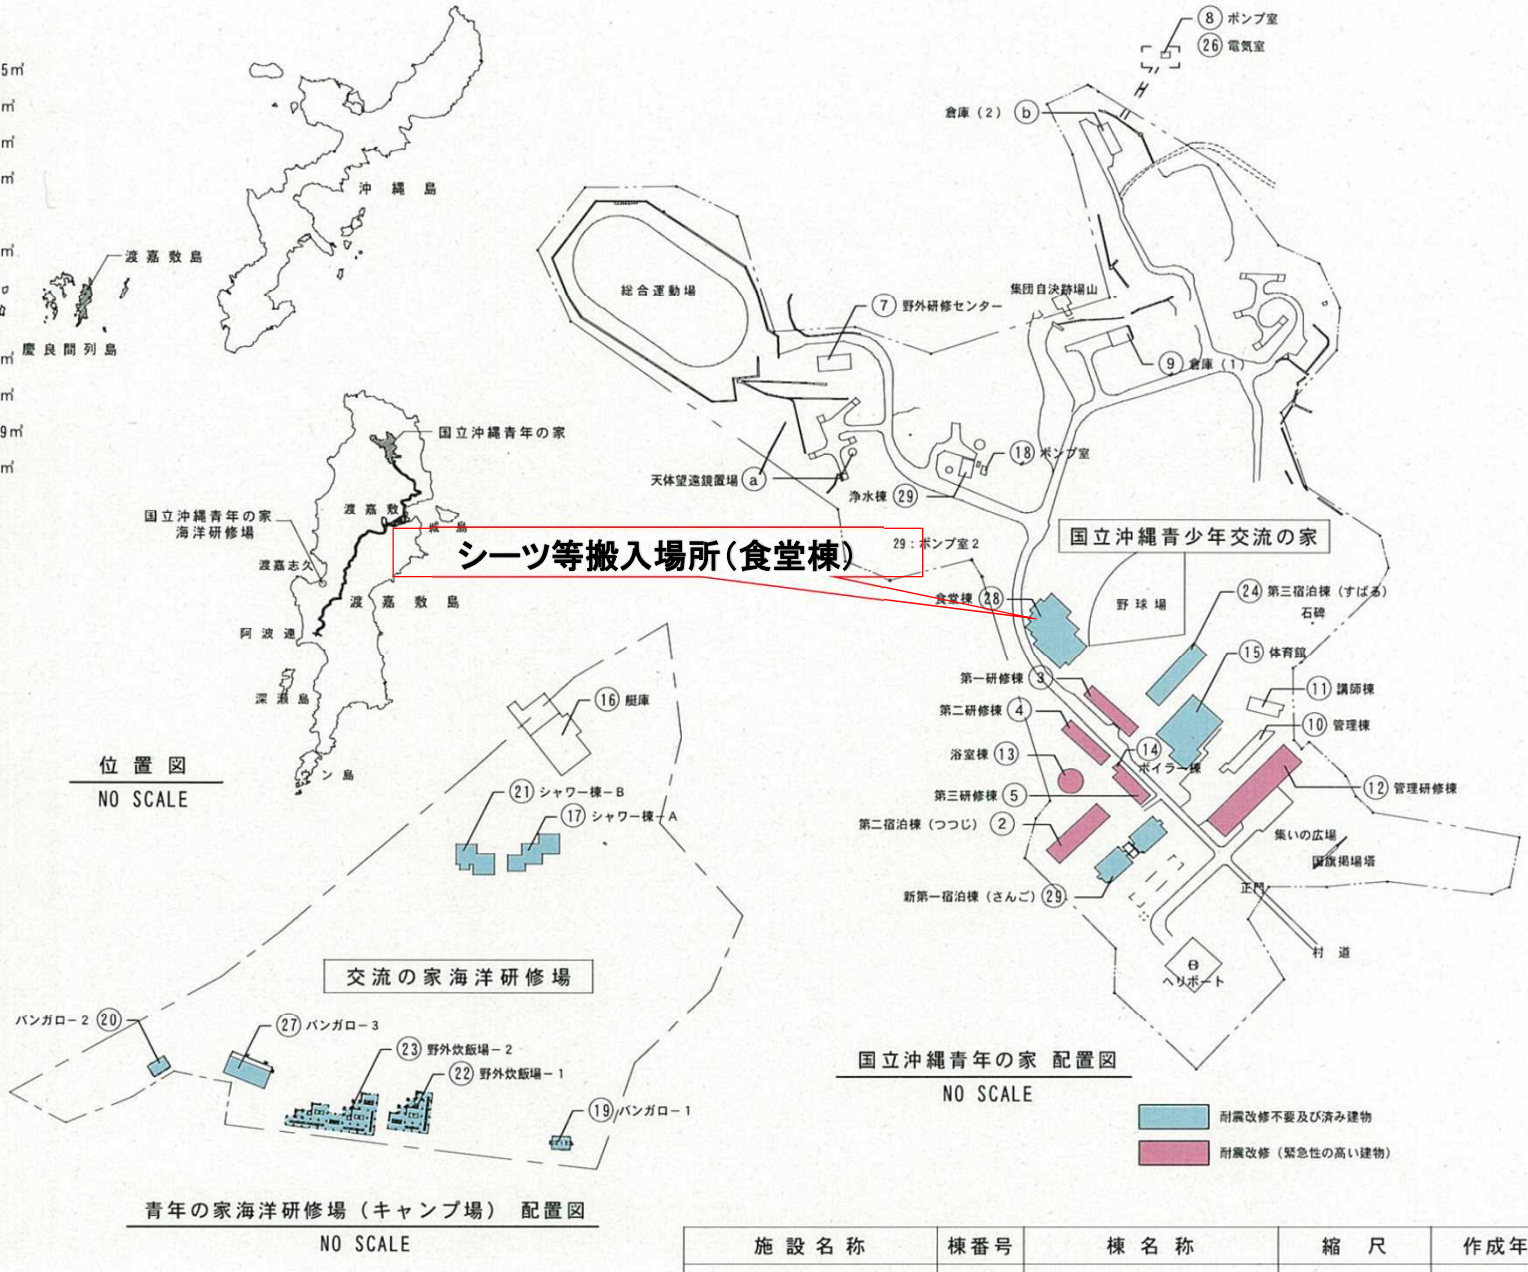 5㎡
㎡
㎡
㎡
㎡
㎡
㎡
9㎡
㎡
沖縄島
渡嘉敷島
慶良間列島
国立沖縄青年の家
渡嘉敷
城島
国立沖縄青年の家
海洋研修場
渡嘉志久
渡嘉敷島
阿波連
深瀬島
ン島
位置図
NO SCALE
⑧ ポンプ室
㉖ 電気室
倉庫(2) ⓑ
総合運動場
集団自決跡場山
⑦ 野外研修センター
⑨ 倉庫(1)
⑱ ポンプ室
天体望遠鏡置場 ⓐ
浄水棟 ㉙
シーツ等搬入場所(食堂棟)
29:ポンプ室2
国立沖縄青少年交流の家
食堂棟 ㉘
野球場
㉔ 第三宿泊棟(すばる)
石碑
⑮ 体育館
第一研修棟 ③
⑪ 講師棟
第二研修棟 ④
⑩ 管理棟
浴室棟 ⑬
⑭
ボイラー棟
⑫ 管理研修棟
第三研修棟 ⑤
第二宿泊棟(つつじ) ②
集いの広場
国旗掲場塔
正門
新第一宿泊棟(さんご) ㉙
村道
ヘリポート
国立沖縄青年の家 配置図
NO SCALE
耐震改修不要及び済み建物
耐震改修(緊急性の高い建物)
⑯ 艇庫
㉑ シャワー棟-B
⑰ シャワー棟-A
交流の家海洋研修場
バンガロー2 ⑳
㉗ バンガロー3
㉓ 野外炊飯場-2
㉒ 野外炊飯場-1
⑲ バンガロー1
青年の家海洋研修場(キャンプ場) 配置図
NO SCALE
施設名称 棟番号 棟名称 縮尺 作成年